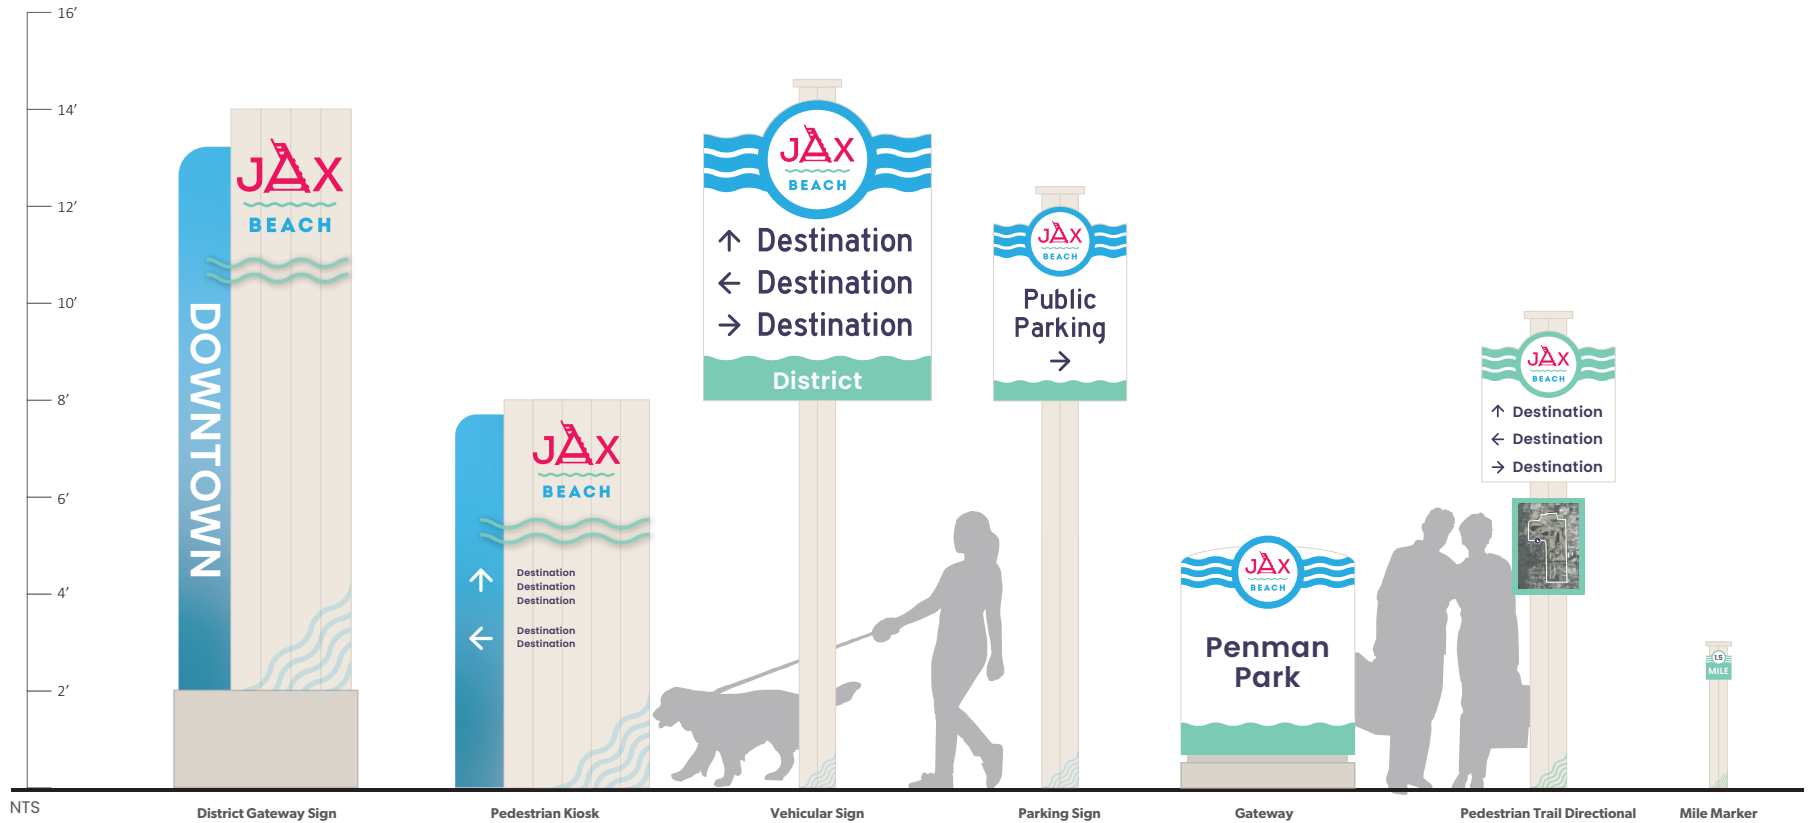 16’
14’
12’
10’
8’
6’
4’
2’
NTS
JAX
BEACH
DOWNTOWN
District Gateway Sign
JAX
BEACH
Destination
Destination
Destination
Destination
Destination
Pedestrian Kiosk
JAX
BEACH
↑ Destination
← Destination
→ Destination
District
Vehicular Sign
JAX
BEACH
Public
Parking
→
Parking Sign
JAX
BEACH
Penman
Park
Gateway
JAX
BEACH
↑ Destination
← Destination
→ Destination
Pedestrian Trail Directional
1.5
MILE
Mile Marker